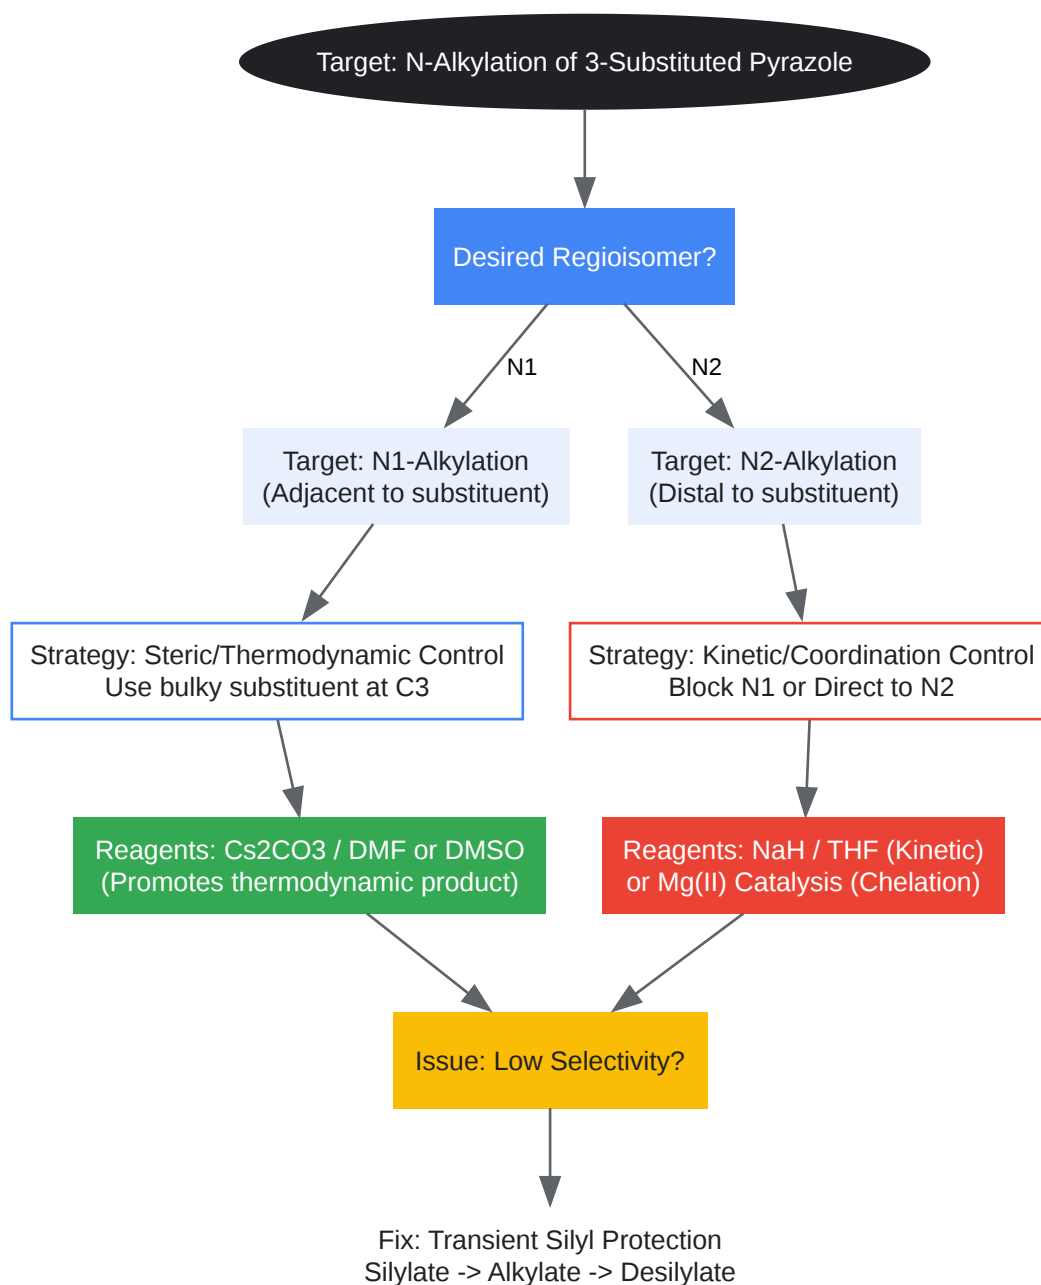 Target: N-Alkylation of 3-Substituted Pyrazole
Desired Regioisomer?
N1
N2
Target: N1-Alkylation
(Adjacent to substituent)
Target: N2-Alkylation
(Distal to substituent)
Strategy: Steric/Thermodynamic Control
Use bulky substituent at C3
Strategy: Kinetic/Coordination Control
Block N1 or Direct to N2
Reagents: Cs2CO3 / DMF or DMSO
(Promotes thermodynamic product)
Reagents: NaH / THF (Kinetic)
or Mg(II) Catalysis (Chelation)
Issue: Low Selectivity?
Fix: Transient Silyl Protection
Silylate -> Alkylate -> Desilylate